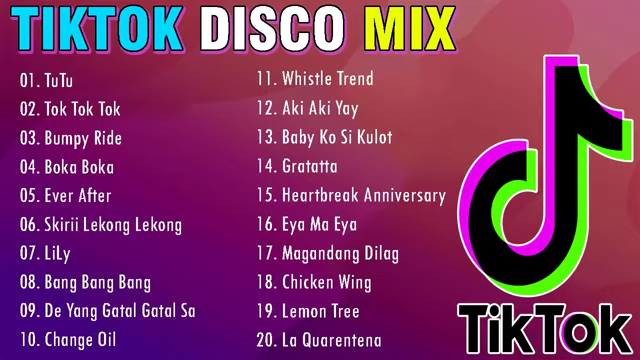 TIKTOK DISCO MIX
01. TuTu
02. Tok Tok Tok
03. Bumpy Ride
04. Boka Boka
05. Ever After
06. Skirii Lekong Lekong
07. LiLy
08. Bang Bang Bang
09. De Yang Gatal Gatal Sa
10. Change Oil
11. Whistle Trend
12. Aki Aki Yay
13. Baby Ko Si Kulot
14. Gratatta
15. Heartbreak Anniversary
16. Eya Ma Eya
17. Magandang Dilag
18. Chicken Wing
19. Lemon Tree
20. La Quarentena
TikTok